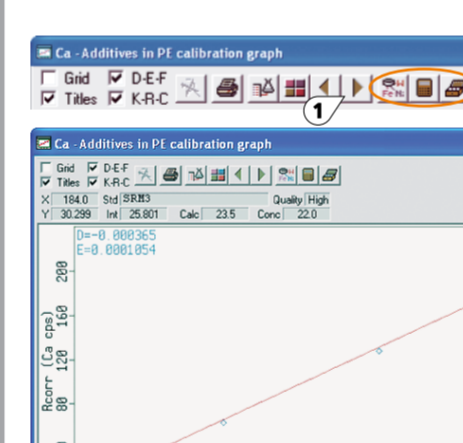 Ca - Additives in PE calibration graph
Grid D-E-F
Titles K-R-C
1
Ca - Additives in PE calibration graph
Grid D-E-F
Titles K-R-C
X 184.0 Std SRM3 Quality High
Y 30.299 Int 25.801 Calc 23.5 Conc 22.0
D=-0.000365
E=0.0001054
Rcorr (Ca cps)
200
160
120
80